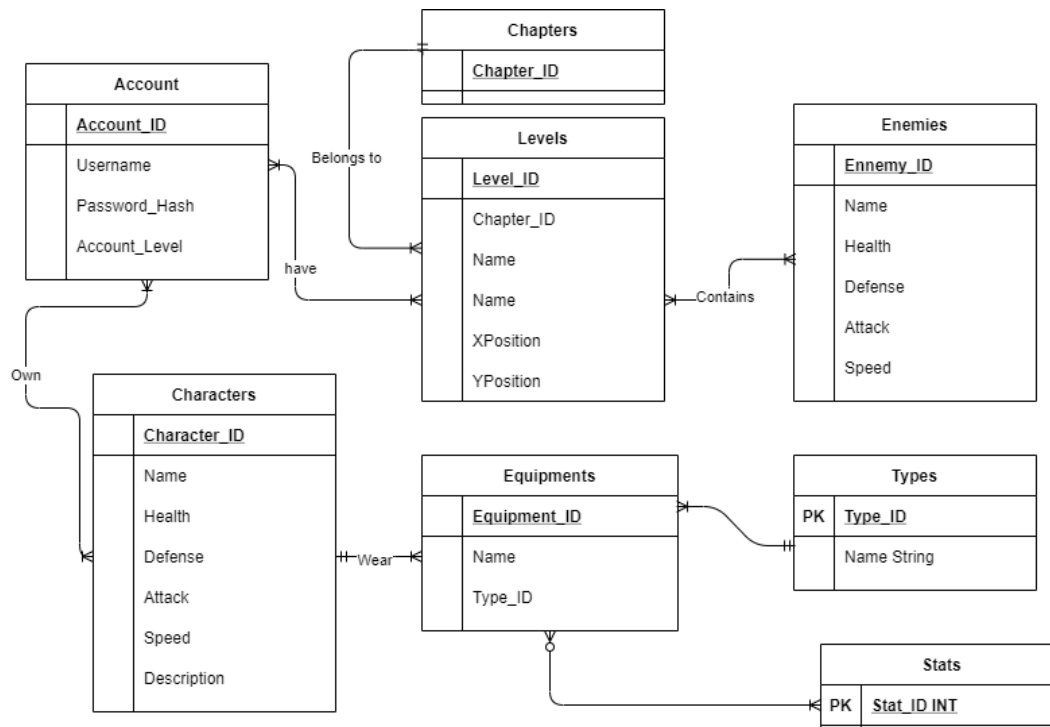 Chapters
Chapter_ID
Account
Account_ID
Username
Password_Hash
Account_Level
Belongs to
have
Levels
Level_ID
Chapter_ID
Name
Name
XPosition
YPosition
Contains
Enemies
Ennemy_ID
Name
Health
Defense
Attack
Speed
Own
Characters
Character_ID
Name
Health
Defense
Attack
Speed
Description
Wear
Equipments
Equipment_ID
Name
Type_ID
Types
PK Type_ID
Name String
Stats
PK Stat_ID INT